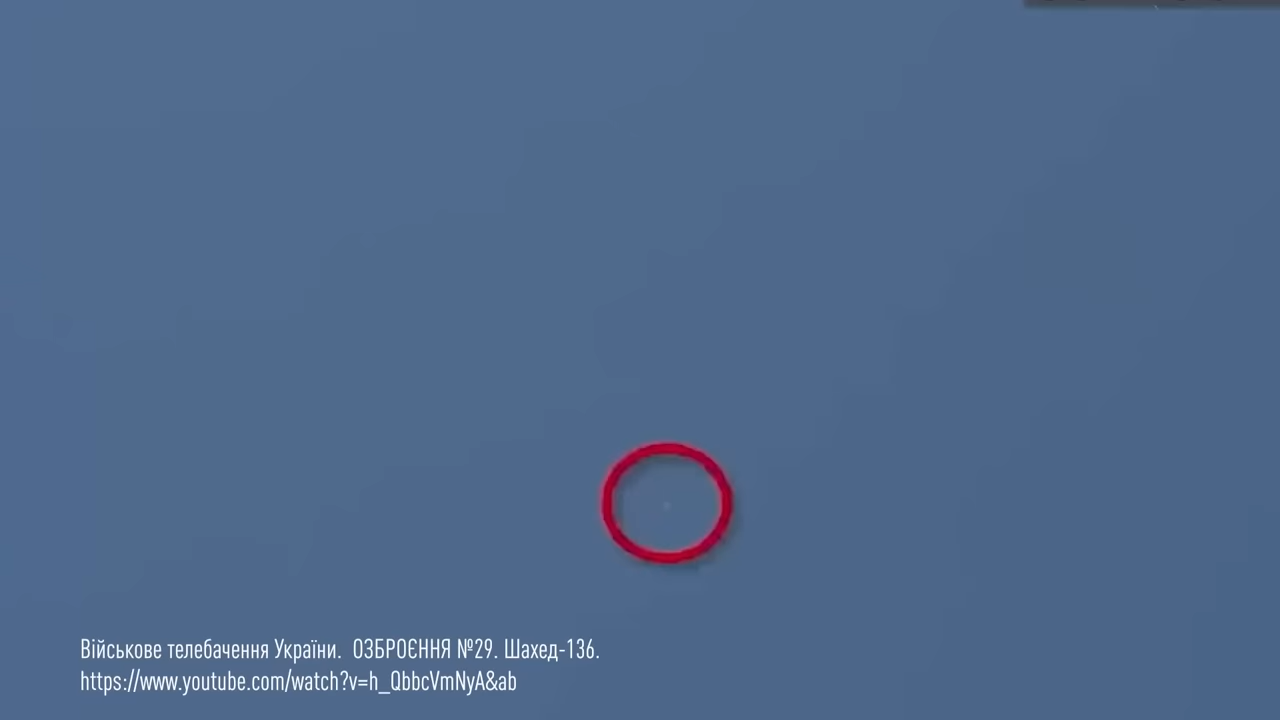 Військове телебачення України.  ОЗБРОЄННЯ №29. Шахед-136.
https://www.youtube.com/watch?v=h_QbbcVmNyA&ab